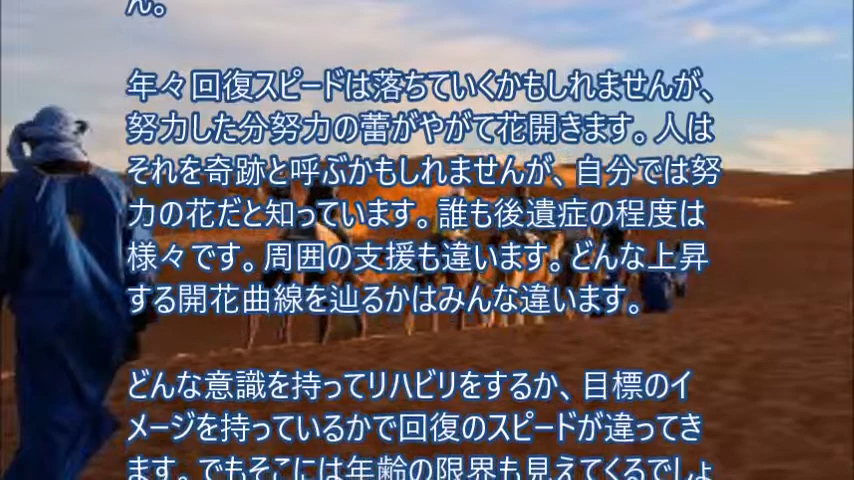 ん。
年々回復スピードは落ちていくかもしれませんが、
努力した分努力の蕾がやがて花開きます。人は
それを奇跡と呼ぶかもしれませんが、自分では努
力の花だと知っています。誰も後遺症の程度は
様々です。周囲の支援も違います。どんな上昇
する開花曲線を辿るかはみんな違います。
どんな意識を持ってリハビリをするか、目標のイ
メージを持っているかで回復のスピードが違ってき
ます。でもそこには年齢の限界も見えてくるでしょ